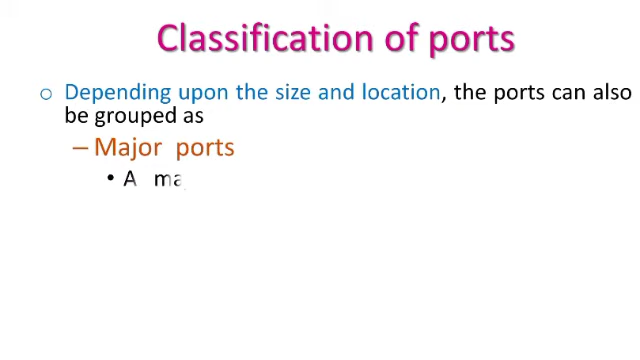 Classification of ports
Depending upon the size and location, the ports can also
be grouped as
– Major ports
• A